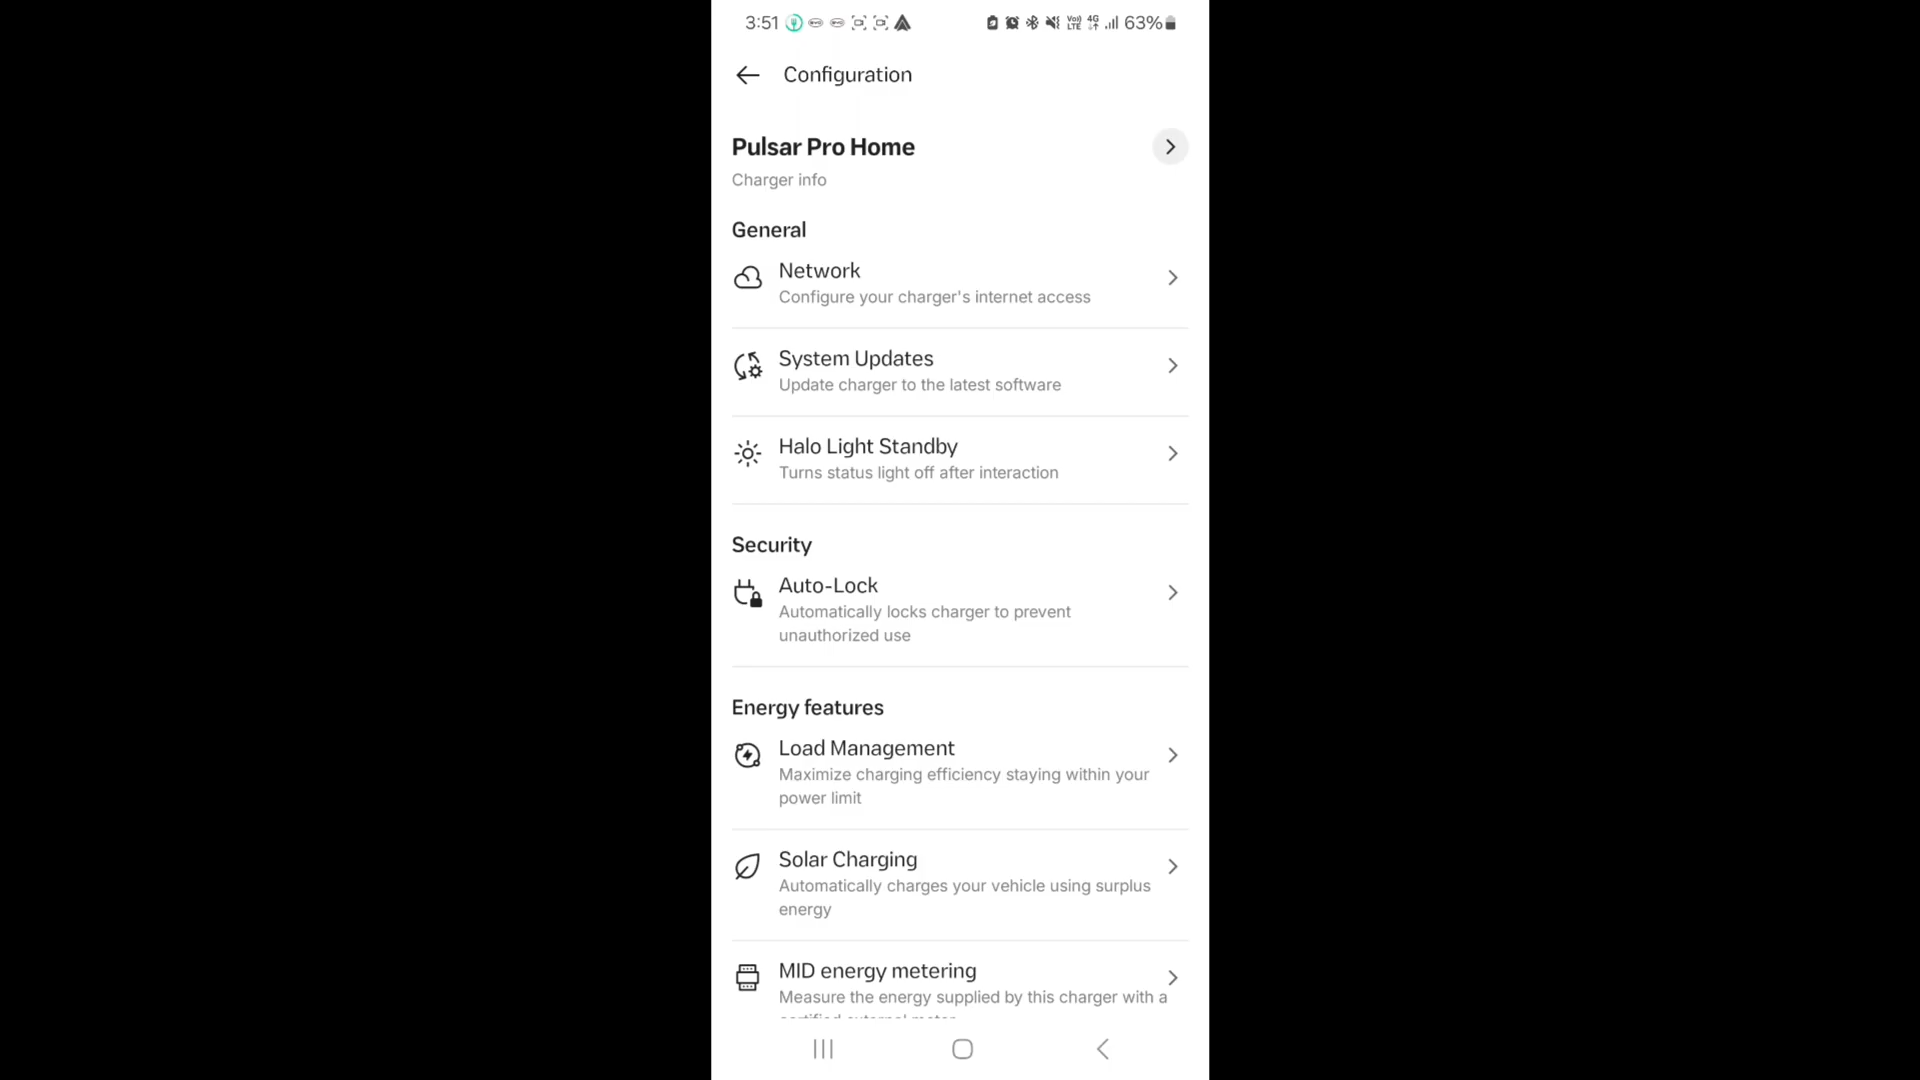 3:51 63%
Configuration
Pulsar Pro Home
Charger info
General
Network
Configure your charger's internet access
System Updates
Update charger to the latest software
Halo Light Standby
Turns status light off after interaction
Security
Auto-Lock
Automatically locks charger to prevent
unauthorized use
Energy features
Load Management
Maximize charging efficiency staying within your
power limit
Solar Charging
Automatically charges your vehicle using surplus
energy
MID energy metering
Measure the energy supplied by this charger with a